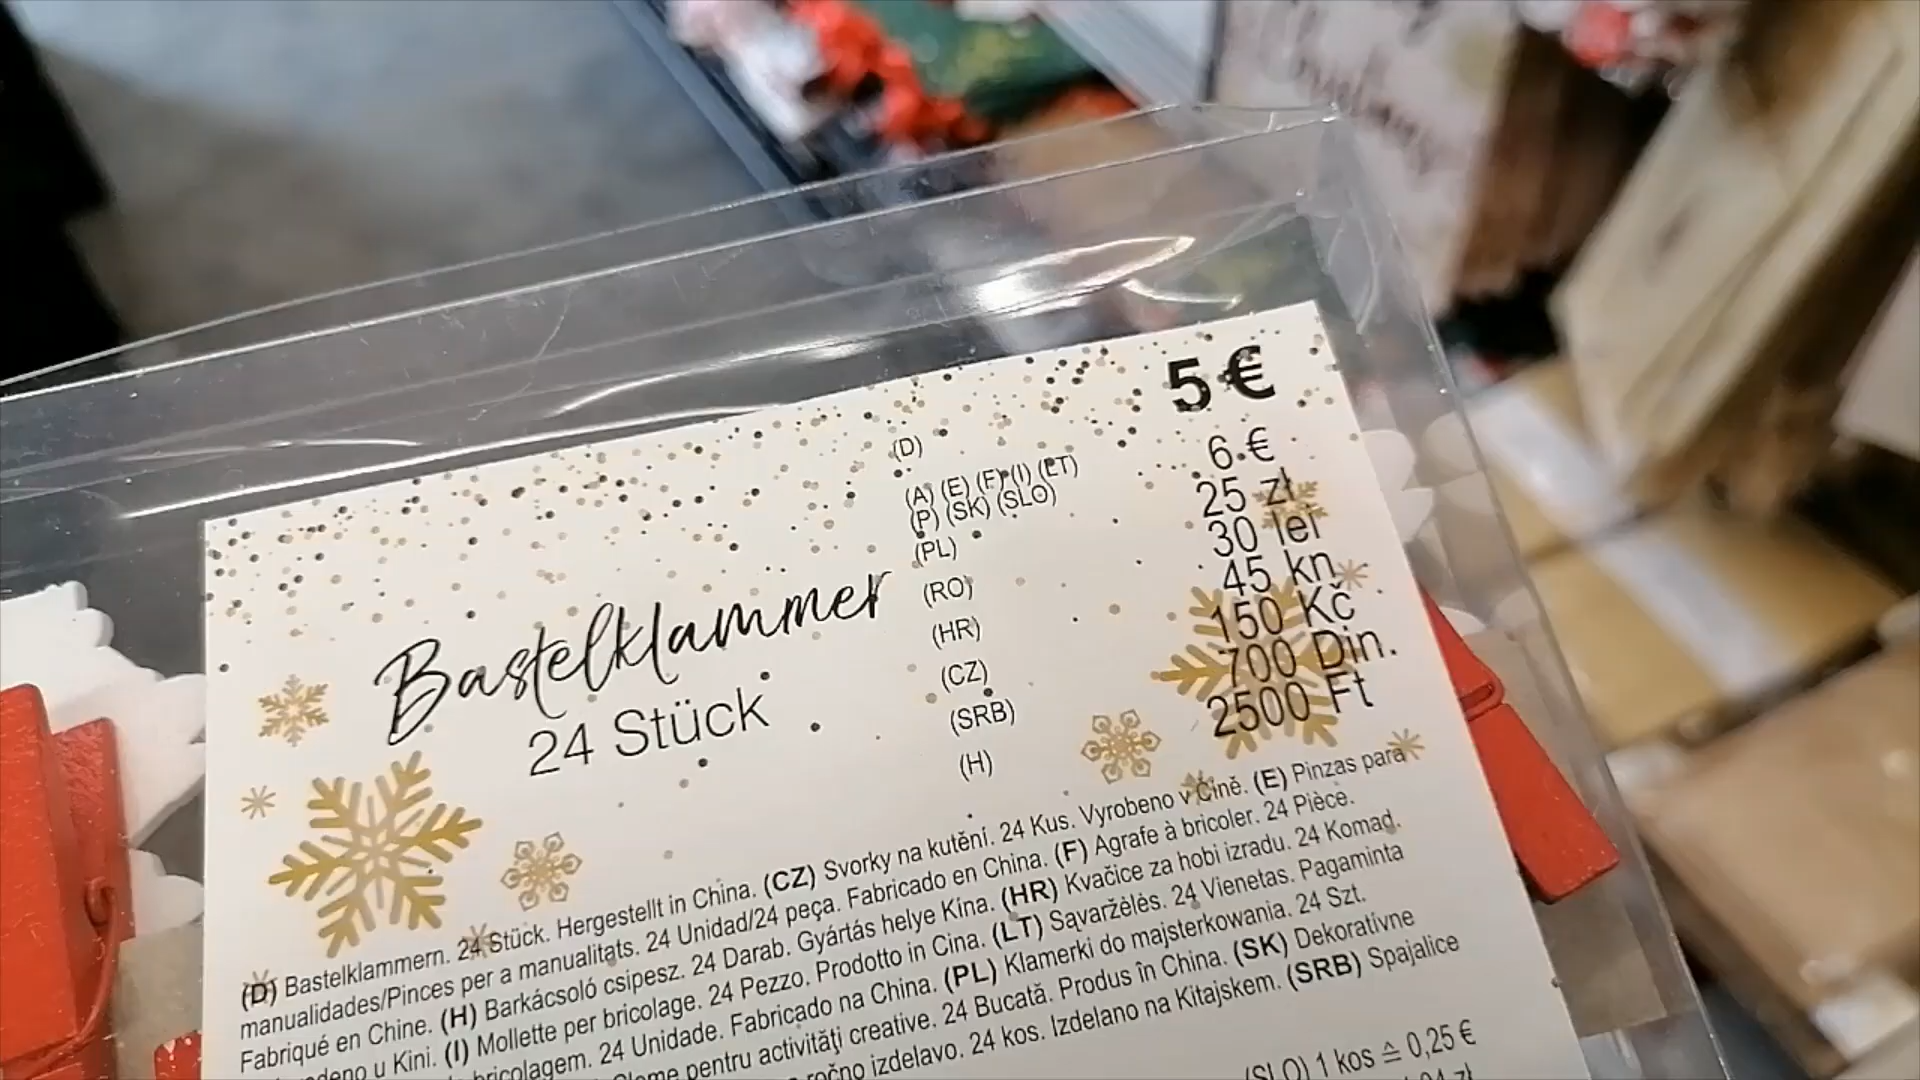 5 €
(D)
6 €
(A) (E) (F) (I) (LT)
(P) (SK) (SLO)
25 zł
(PL)
30 lei
(RO)
45 kn
(HR)
150 Kč
(CZ)
700 Din.
(SRB)
2500 Ft
(H)
Bastelklammer
24 Stück
(D) Bastelklammern. 24 Stück. Hergestellt in China. (CZ) Svorky na kutění. 24 Kus. Vyrobeno v Číně. (E) Pinzas para
manualidades/Pinces per a manualitats. 24 Unidad/24 peça. Fabricado en China. (F) Agrafe à bricoler. 24 Pièce.
Fabriqué en Chine. (H) Barkácsoló csipesz. 24 Darab. Gyártás helye Kína. (HR) Kvačice za hobi izradu. 24 Komad.
u Kini. (I) Mollette per bricolage. 24 Pezzo. Prodotto in Cina. (LT) Sąvaržėlės. 24 Vienetas. Pagaminta
bricolagem. 24 Unidade. Fabricado na China. (PL) Klamerki do majsterkowania. 24 Szt.
pentru activităţi creative. 24 Bucată. Produs în China. (SK) Dekoratívne
izdelavo. 24 kos. Izdelano na Kitajskem. (SRB) Spajalice
(SLO) 1 kos ≙ 0,25 €